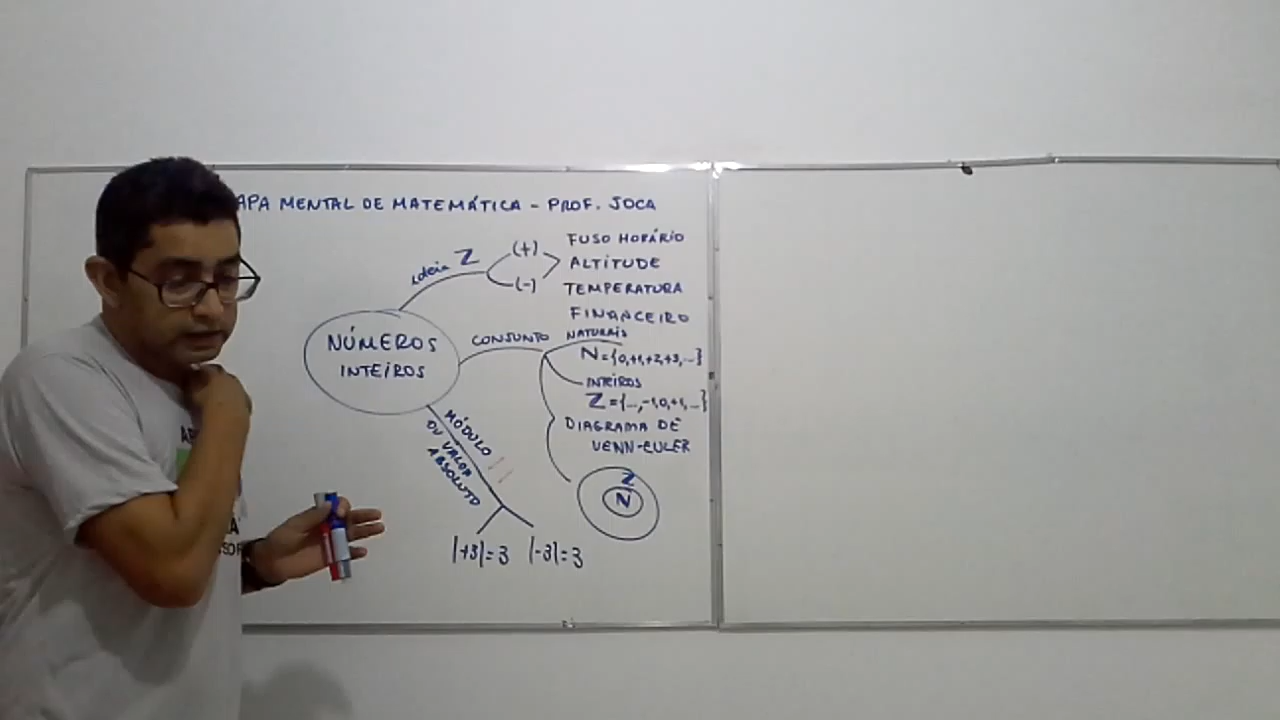 APA MENTAL DE MATEMÁTICA - PROF. JOCA
ideia Z
(+)
(-)
FUSO HORÁRIO
ALTITUDE
TEMPERATURA
FINANCEIRO
NÚMEROS
INTEIROS
CONJUNTO
NATURAIS
N={0,+1,+2,+3,...}
INTEIROS
Z={...,-1,0,+1,...}
DIAGRAMA DE
VENN-EULER
Z
N
MÓDULO | |
OU VALOR
ABSOLUTO
|+3|=3 |-3|=3